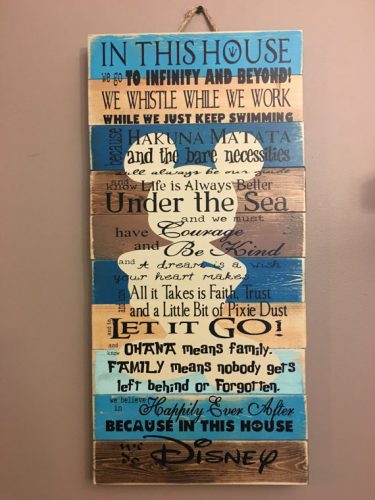 IN THIS HOUSE
we go TO INFINITY AND BEYOND!
WE WHISTLE WHILE WE WORK
WHILE WE JUST KEEP SWIMMING
because HAKUNA MATATA
and the bare necessities
will always be our guide
and know Life is Always Better
Under the Sea
and we must
have Courage
and Be Kind
and A dream is a wish
your heart makes
All it Takes is Faith, Trust
and a Little Bit of Pixie Dust
LET IT GO!
and know OHANA means family.
FAMILY means nobody gets
left behind or Forgotten.
we believe in Happily Ever After
BECAUSE IN THIS HOUSE
we do DISNEY